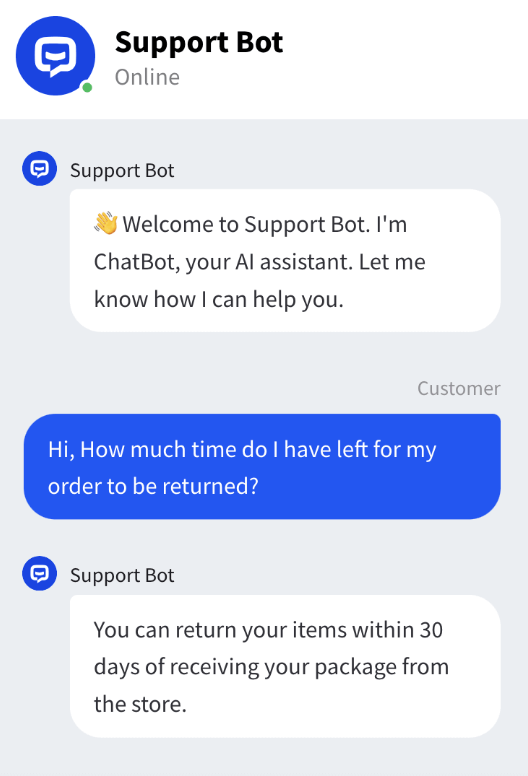 Support Bot
Online
Support Bot
👋 Welcome to Support Bot. I'm
ChatBot, your AI assistant. Let me
know how I can help you.
Customer
Hi, How much time do I have left for my
order to be returned?
Support Bot
You can return your items within 30
days of receiving your package from
the store.